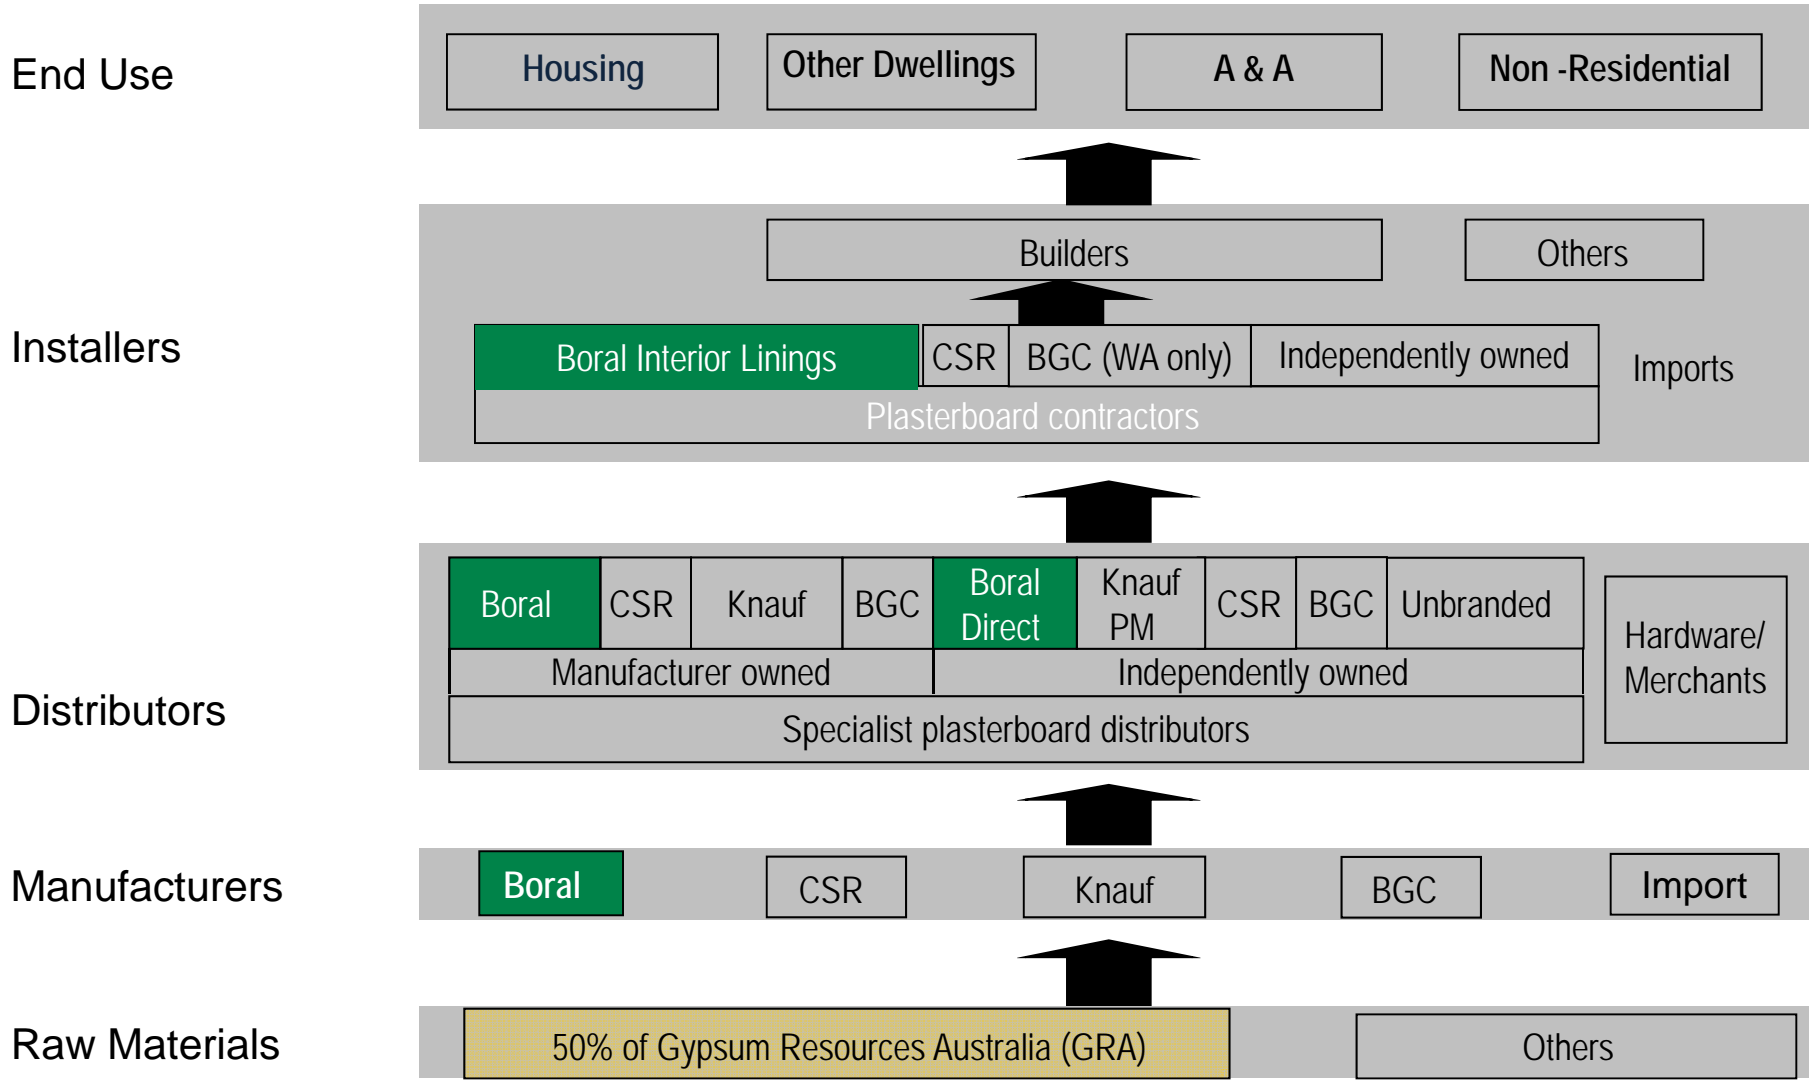 End Use
Housing
Other Dwellings
A & A
Non -Residential
Builders
Others
Installers
Boral Interior Linings
CSR
BGC (WA only)
Independently owned
Imports
Plasterboard contractors
Boral
CSR
Knauf
BGC
Boral
Direct
Knauf
PM
CSR
BGC
Unbranded
Hardware/
Merchants
Manufacturer owned
Independently owned
Distributors
Specialist plasterboard distributors
Manufacturers
Boral
CSR
Knauf
BGC
Import
Raw Materials
50% of Gypsum Resources Australia (GRA)
Others